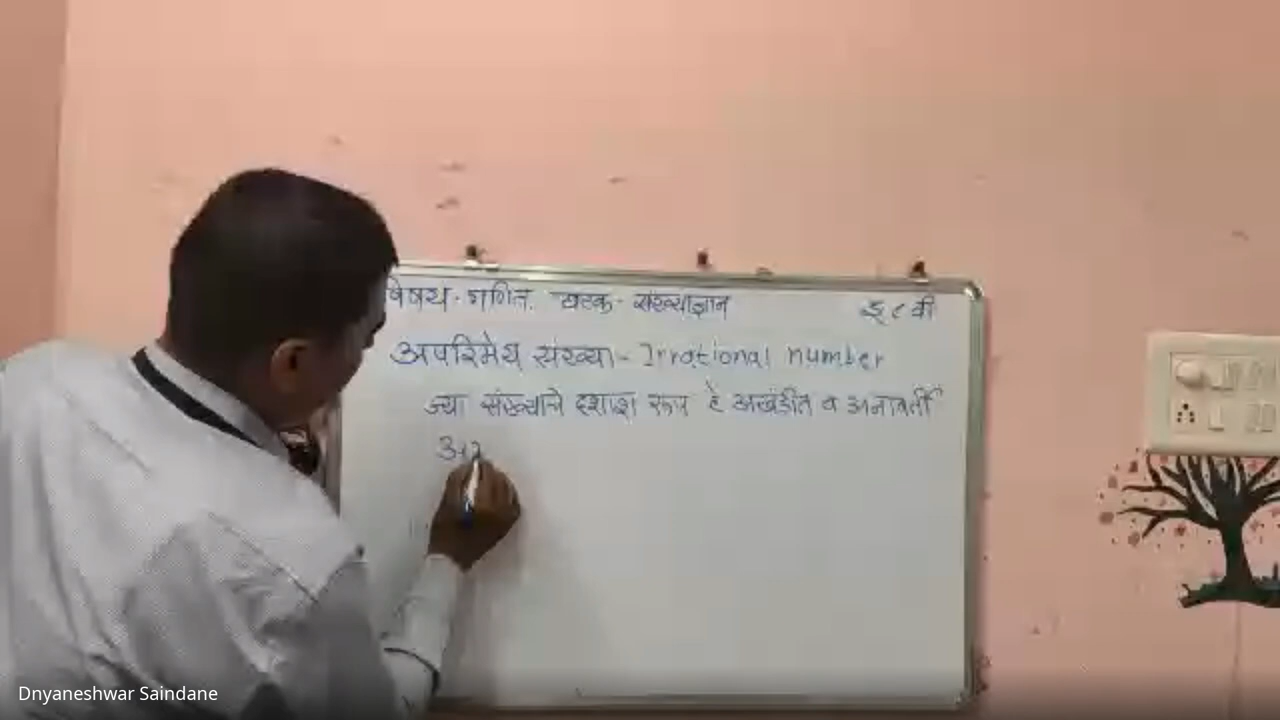 विषय - गणित. घटक - संख्याज्ञान इ ८ वी
अपरिमेय संख्या - Irrational number
ज्या संख्याचे दशांश रूप हे अखंडीत व अनावर्ती
Dnyaneshwar Saindane